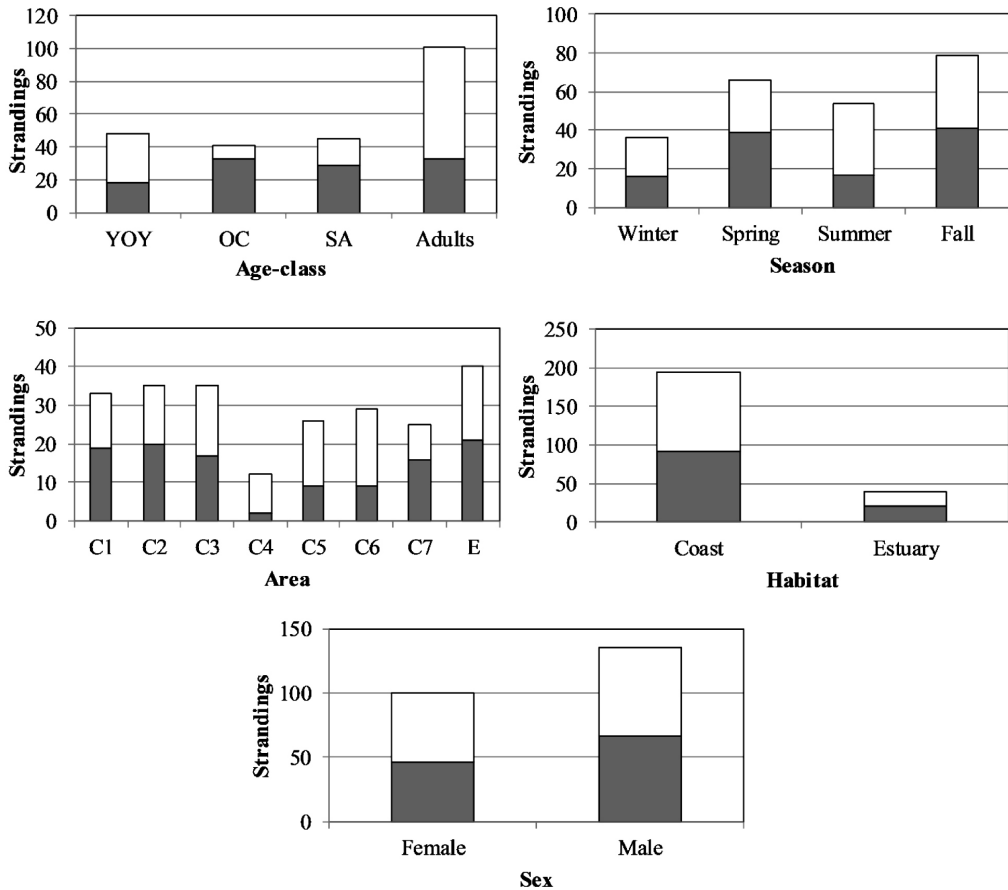 Strandings
120
100
80
60
40
20
0
YOY OC SA Adults
Age-class
Strandings
100
80
60
40
20
0
Winter Spring Summer Fall
Season
Strandings
50
40
30
20
10
0
C1 C2 C3 C4 C5 C6 C7 E
Area
Strandings
250
200
150
100
50
0
Coast Estuary
Habitat
Strandings
150
100
50
0
Female Male
Sex